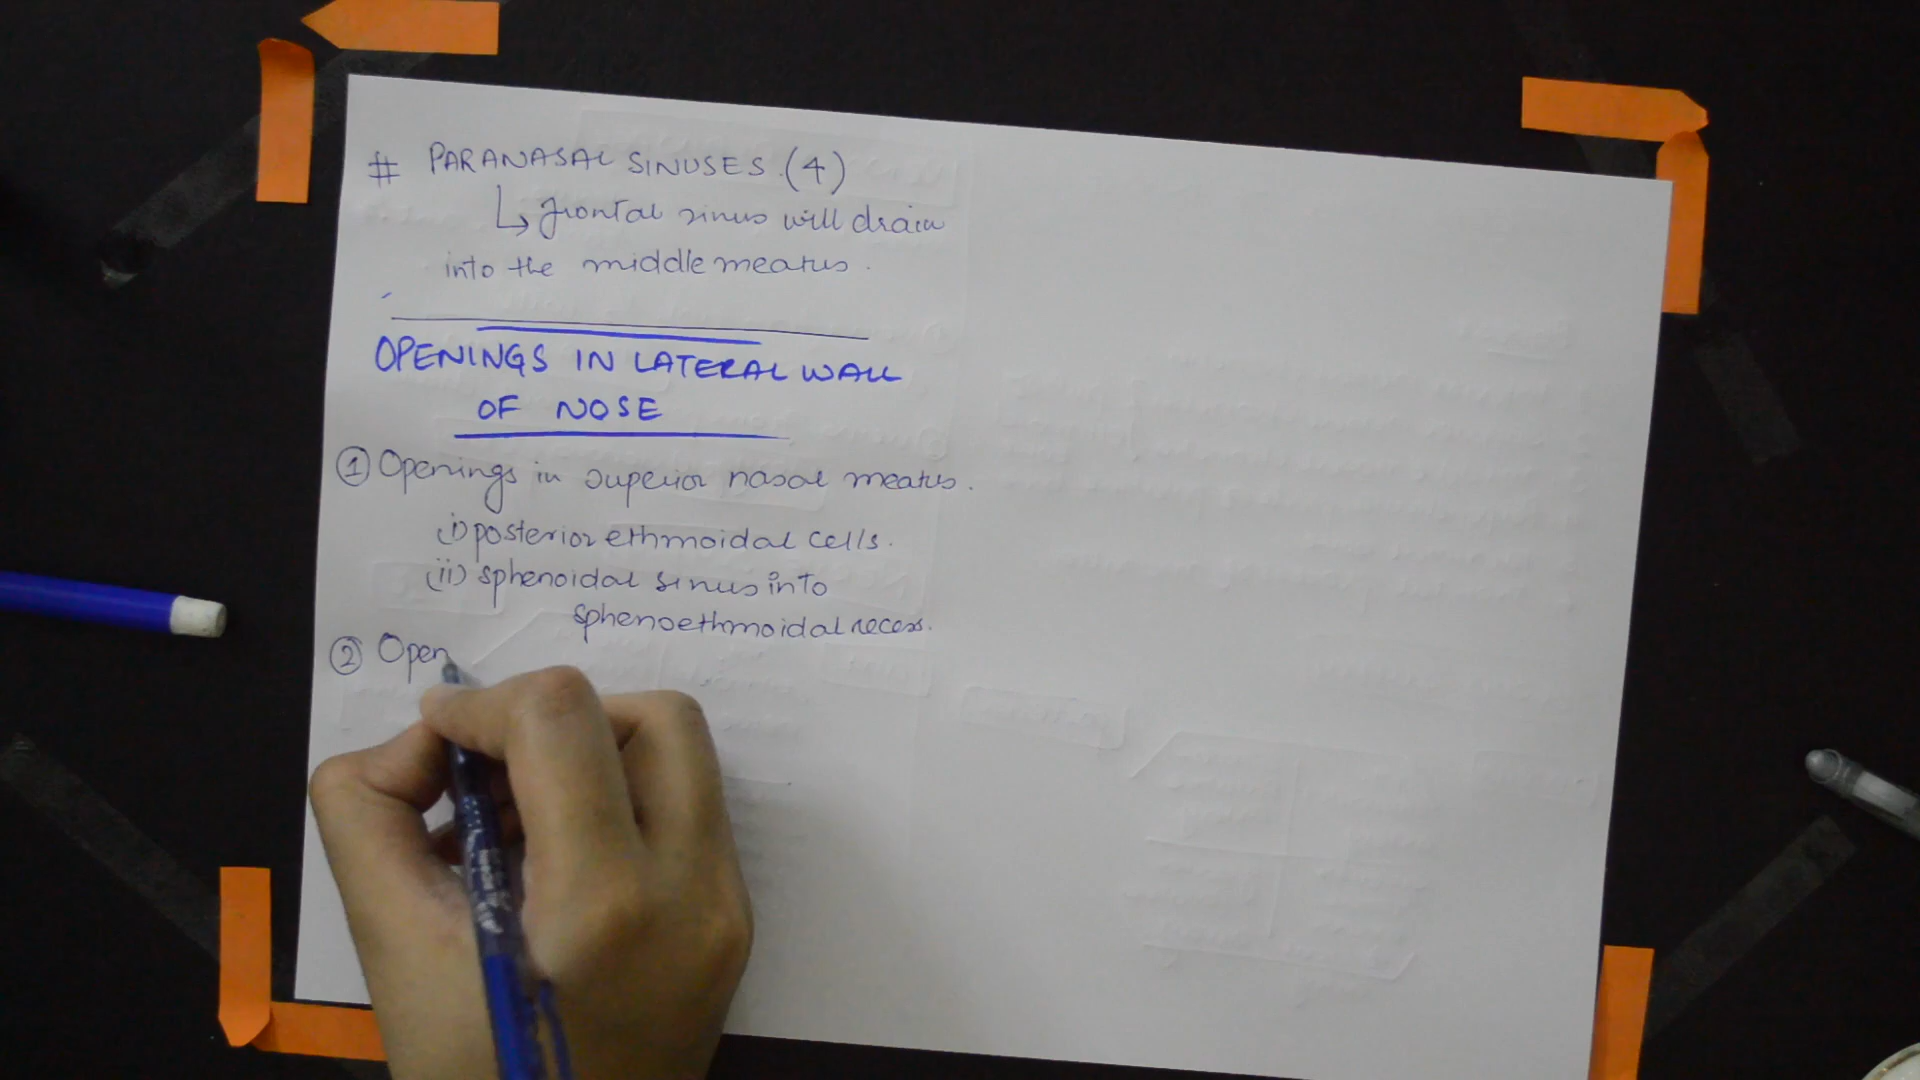 # PARANASAL SINUSES (4)
↳ frontal sinus will drain
into the middle meatus.
OPENINGS IN LATERAL WALL
OF NOSE
① Openings in superior nasal meatus.
(i) posterior ethmoidal cells.
(ii) sphenoidal sinus into
sphenoethmoidal recess.
② Open